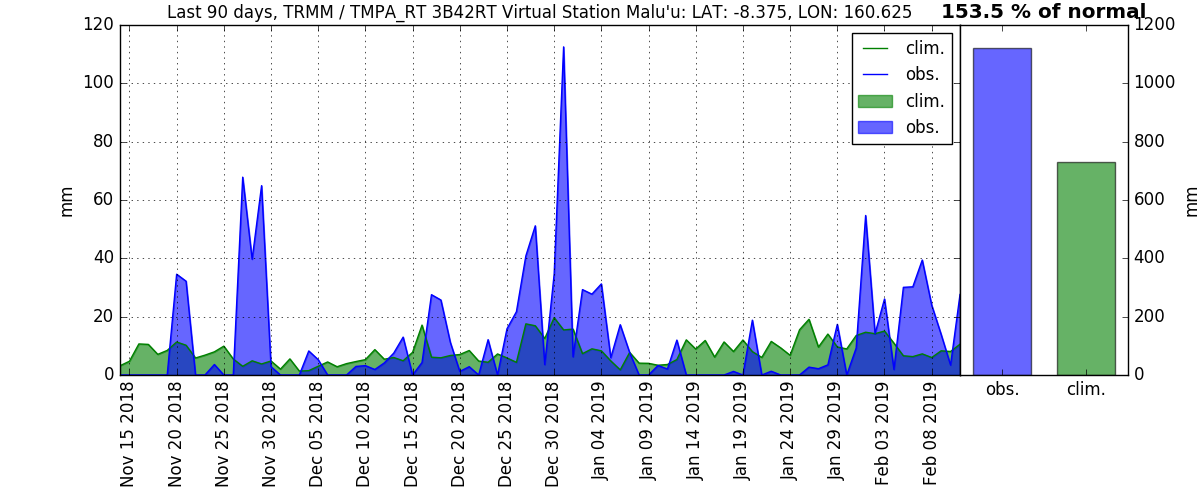 Last 90 days, TRMM / TMPA_RT 3B42RT Virtual Station Malu'u: LAT: -8.375, LON: 160.625
153.5 % of normal
120
100
80
60
40
20
0
mm
clim.
obs.
clim.
obs.
1200
1000
800
600
400
200
0
mm
Nov 15 2018
Nov 20 2018
Nov 25 2018
Nov 30 2018
Dec 05 2018
Dec 10 2018
Dec 15 2018
Dec 20 2018
Dec 25 2018
Dec 30 2018
Jan 04 2019
Jan 09 2019
Jan 14 2019
Jan 19 2019
Jan 24 2019
Jan 29 2019
Feb 03 2019
Feb 08 2019
obs.
clim.